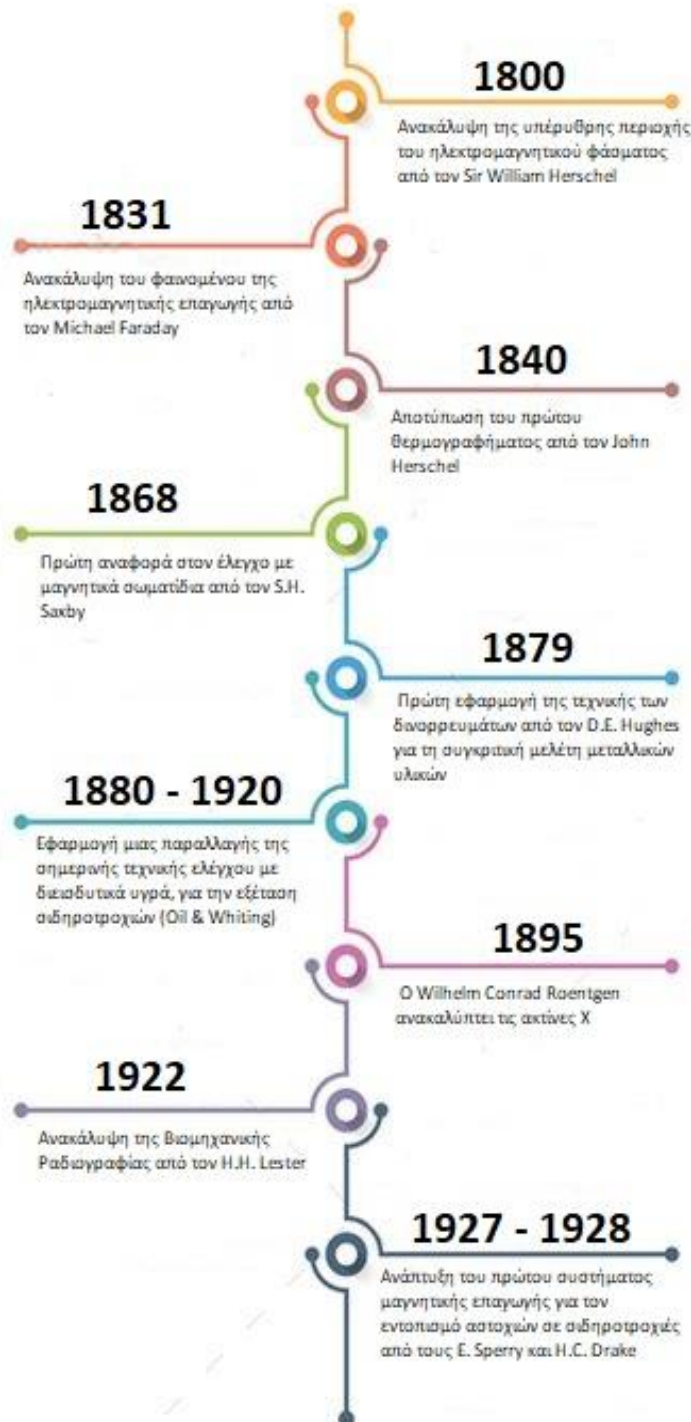 1800
Ανακάλυψη της υπέρυθρης περιοχής
του ηλεκτρομαγνητικού φάσματος
από τον Sir William Herschel
1831
Ανακάλυψη του φαινομένου της
ηλεκτρομαγνητικής επαγωγής από
τον Michael Faraday
1840
Αποτύπωση του πρώτου
θερμογραφήματος από τον John
Herschel
1868
Πρώτη αναφορά στον έλεγχο με
μαγνητικά σωματίδια από τον S.H.
Saxby
1879
Πρώτη εφαρμογή της τεχνικής των
δινορρευμάτων από τον D.E. Hughes
για τη συγκριτική μελέτη μεταλλικών
υλικών
1880 - 1920
Εφαρμογή μιας παραλλαγής της
σημερινής τεχνικής ελέγχου με
διεισδυτικά υγρά, για την εξέταση
σιδηροτροχιών (Oil & Whiting)
1895
Ο Wilhelm Conrad Roentgen
ανακαλύπτει τις ακτίνες Χ
1922
Ανακάλυψη της Βιομηχανικής
Ραδιογραφίας από τον H.H. Lester
1927 - 1928
Ανάπτυξη του πρώτου συστήματος
μαγνητικής επαγωγής για τον
εντοπισμό αστοχιών σε σιδηροτροχιές
από τους E. Sperry και H.C. Drake